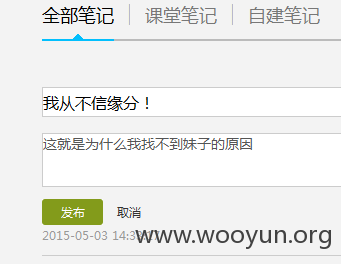 全部笔记 课堂笔记 自建笔记
我从不信缘分！
这就是为什么我找不到妹子的原因
发布 取消
2015-05-03 14:3
www.wooyun.org